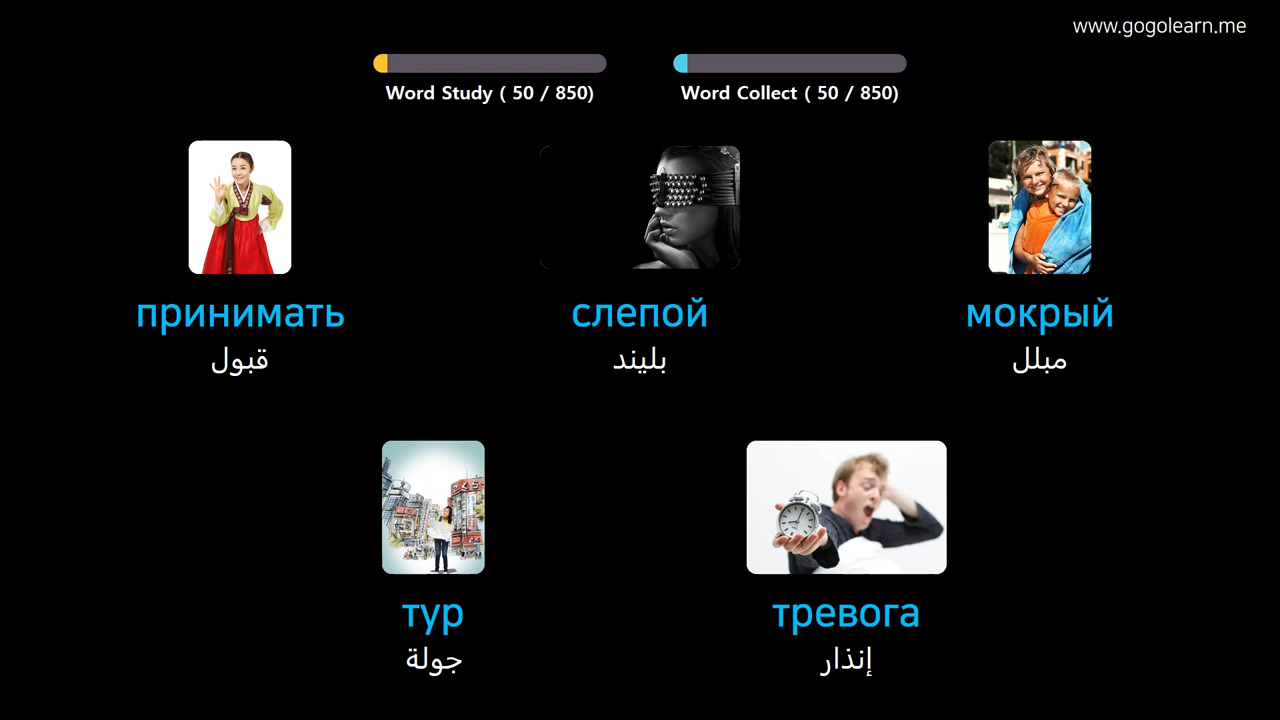 www.gogolearn.me
Word Study ( 50 / 850)
Word Collect ( 50 / 850)
принимать
قبول
слепой
بليند
мокрый
مبلل
тур
جولة
тревога
إنذار